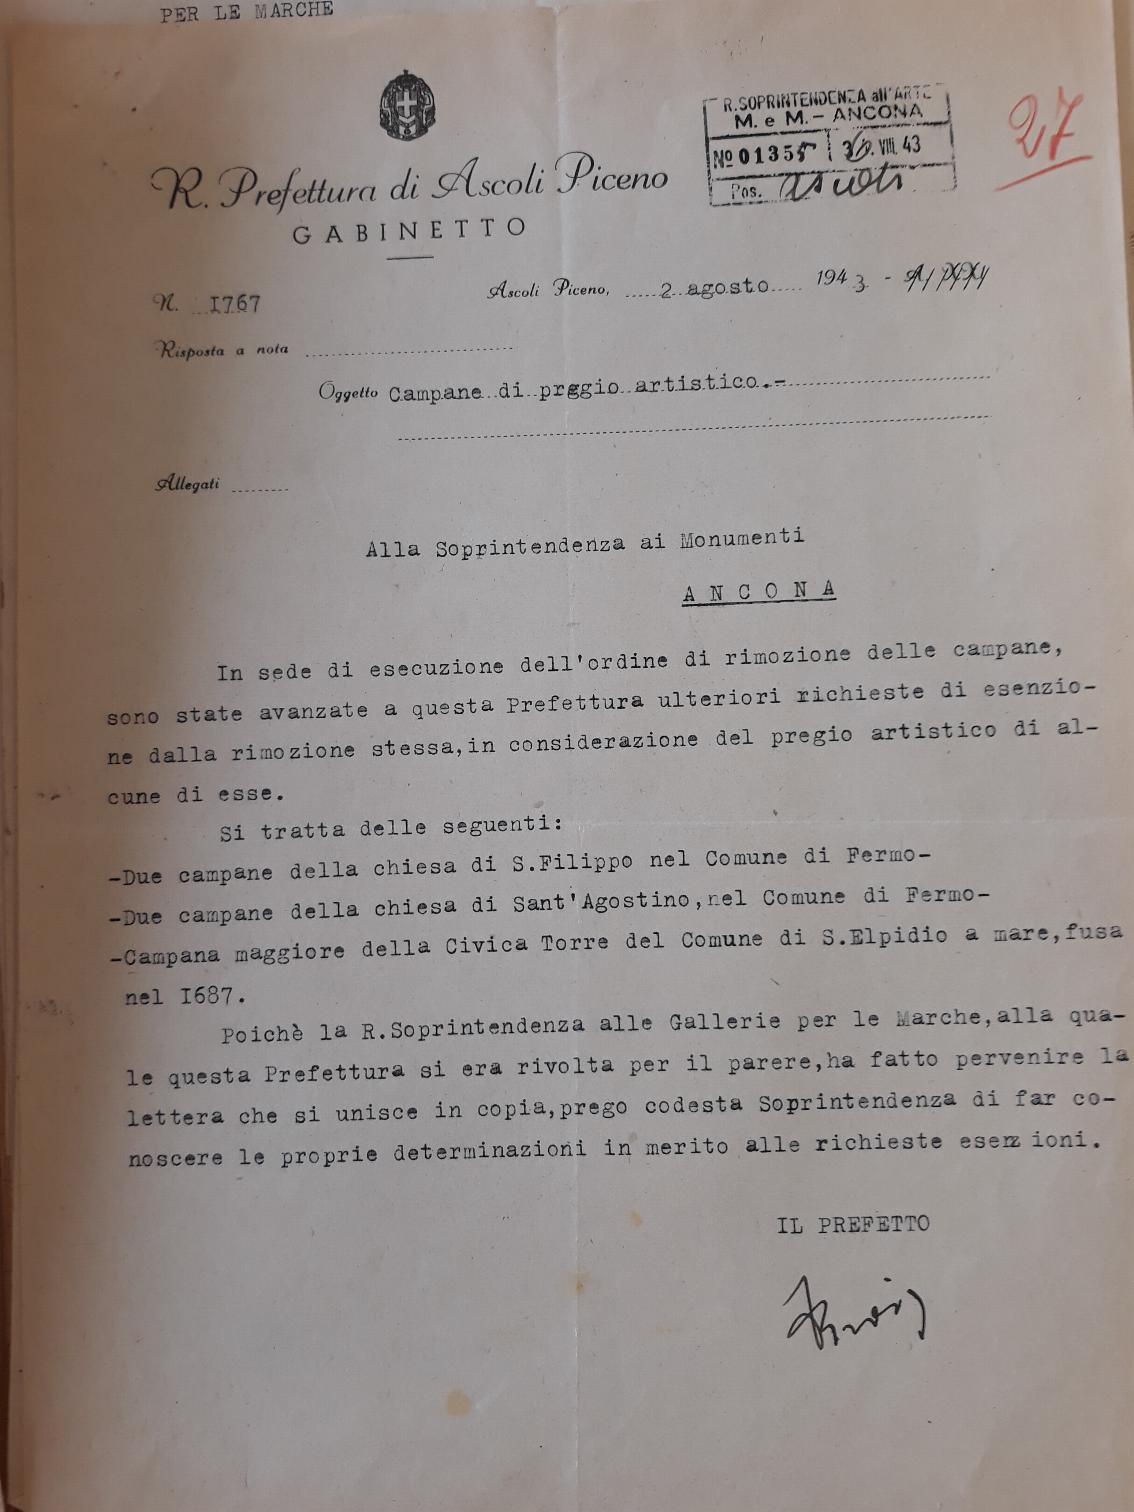 PER LE MARCHE
R.SOPRINTENDENZA all'ARTE
M. e M. - ANCONA
Nº 01355 VIII. 43
Pos. Ascoli
27
R. Prefettura di Ascoli Piceno
GABINETTO
Ascoli Piceno, 2 agosto 1943 -
N. I767
Risposta a nota
Oggetto Campane di prggio artistico.-
Allegati
Alla Soprintendenza ai Monumenti
A N C O N A
In sede di esecuzione dell'ordine di rimozione delle campane,
sono state avanzate a questa Prefettura ulteriori richieste di esenzio-
ne dalla rimozione stessa,in considerazione del pregio artistico di al-
cune di esse.
Si tratta delle seguenti:
-Due campane della chiesa di S.Filippo nel Comune di Fermo-
-Due campane della chiesa di Sant'Agostino,nel Comune di Fermo-
-Campana maggiore della Civica Torre del Comune di S.Elpidio a mare,fusa
nel I687.
Poichè la R.Soprintendenza alle Gallerie per le Marche,alla qua-
le questa Prefettura si era rivolta per il parere,ha fatto pervenire la
lettera che si unisce in copia,prego codesta Soprintendenza di far co-
noscere le proprie determinazioni in merito alle richieste esenzioni.
IL PREFETTO